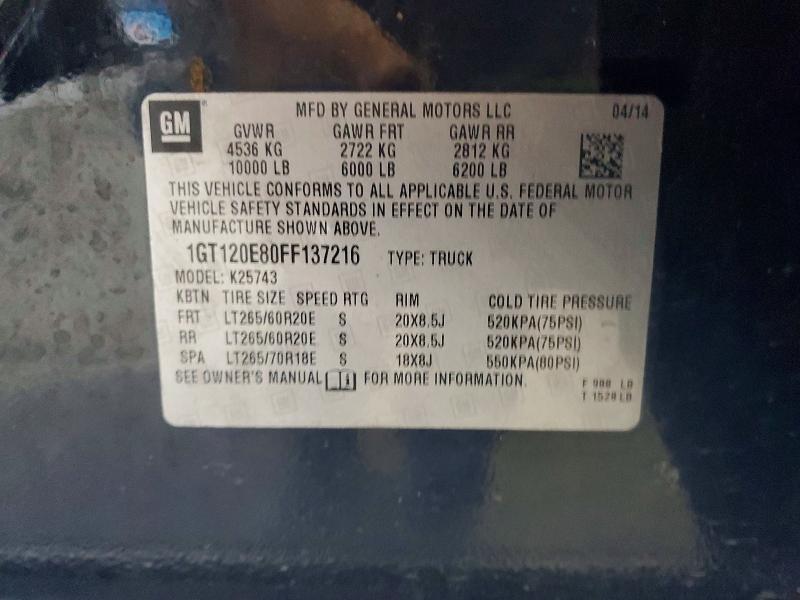 GM
MFD BY GENERAL MOTORS LLC 04/14
GVWR GAWR FRT GAWR RR
4536 KG 2722 KG 2812 KG
10000 LB 6000 LB 6200 LB
THIS VEHICLE CONFORMS TO ALL APPLICABLE U.S. FEDERAL MOTOR
VEHICLE SAFETY STANDARDS IN EFFECT ON THE DATE OF
MANUFACTURE SHOWN ABOVE.
1GT120E80FF137216 TYPE: TRUCK
MODEL: K25743
KBTN TIRE SIZE SPEED RTG RIM COLD TIRE PRESSURE
FRT LT265/60R20E S 20X8.5J 520KPA(75PSI)
RR LT265/60R20E S 20X8.5J 520KPA(75PSI)
SPA LT265/70R18E S 18X8J 550KPA(80PSI)
SEE OWNER'S MANUAL FOR MORE INFORMATION.
F 908 LB
T 1528 LB